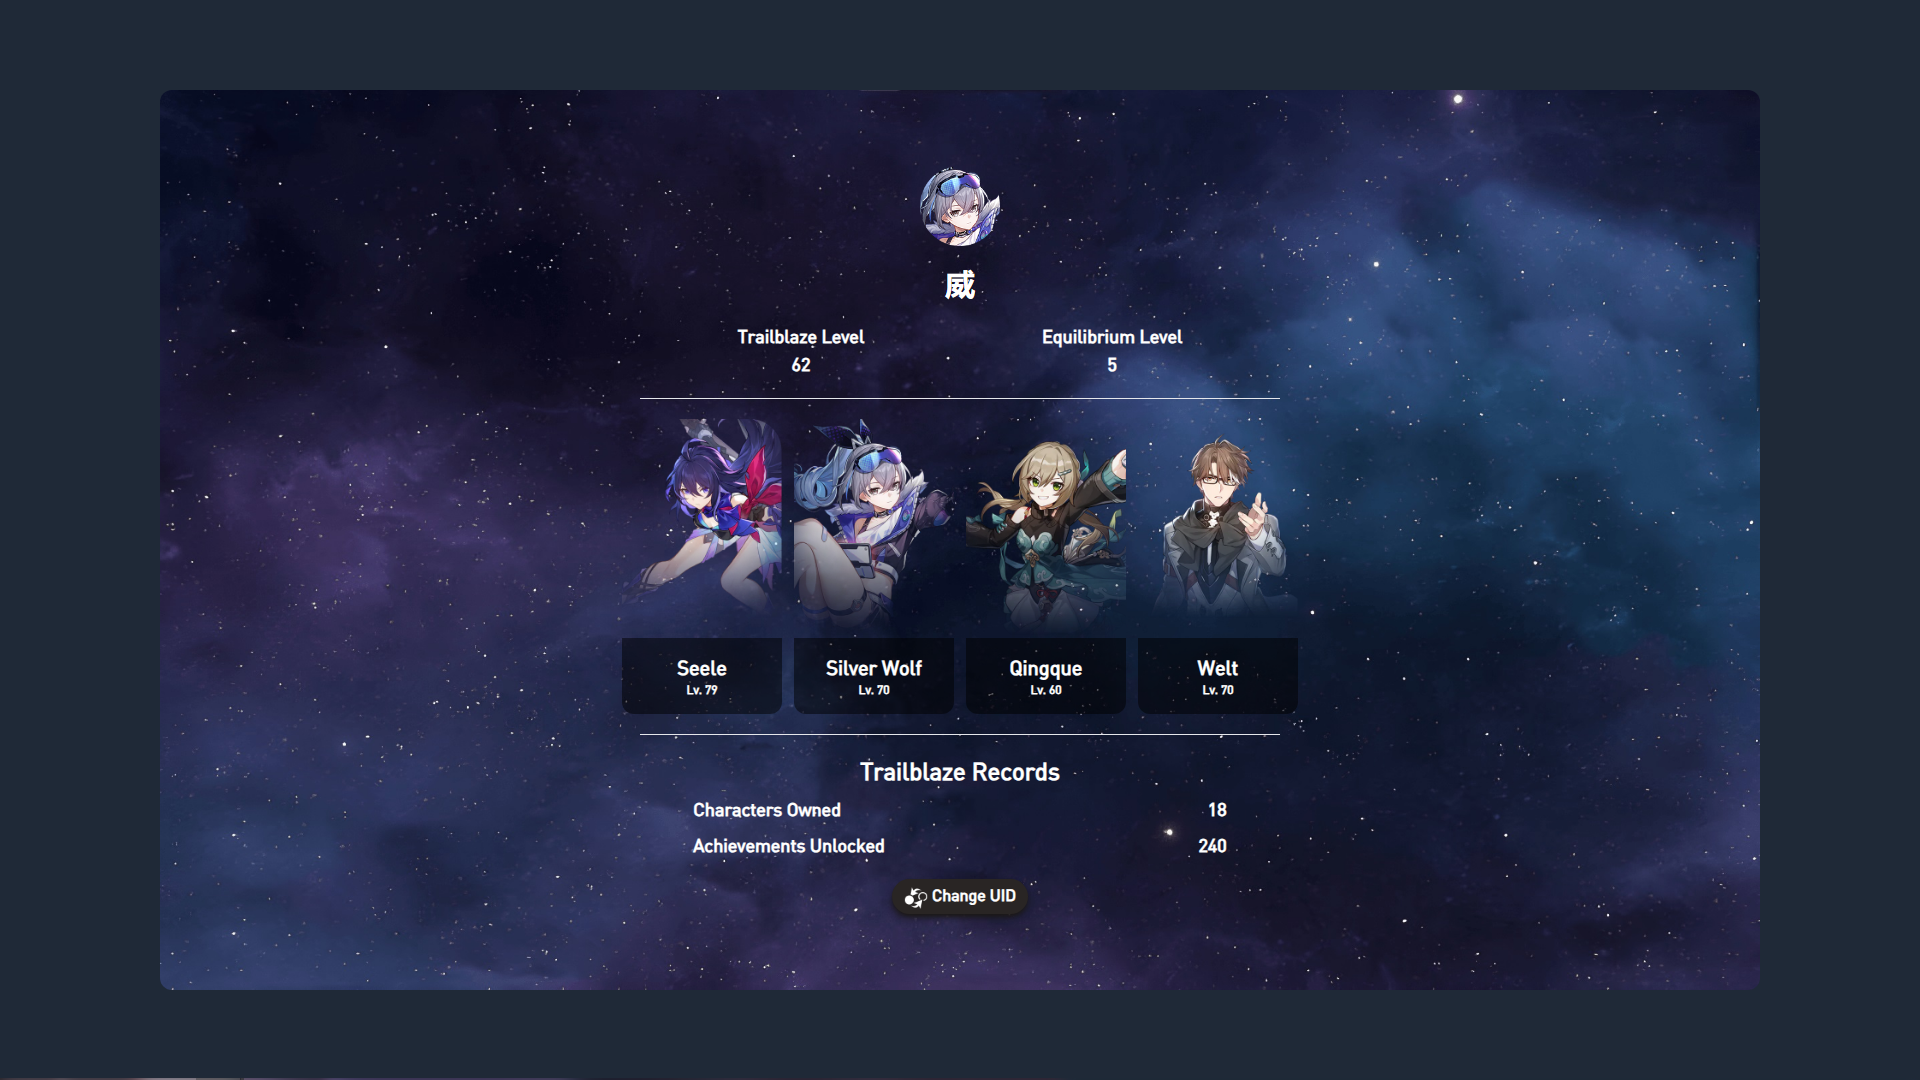 威
Trailblaze Level
62
Equilibrium Level
5
Seele
Lv. 79
Silver Wolf
Lv. 70
Qingque
Lv. 60
Welt
Lv. 70
Trailblaze Records
Characters Owned 18
Achievements Unlocked 240
Change UID